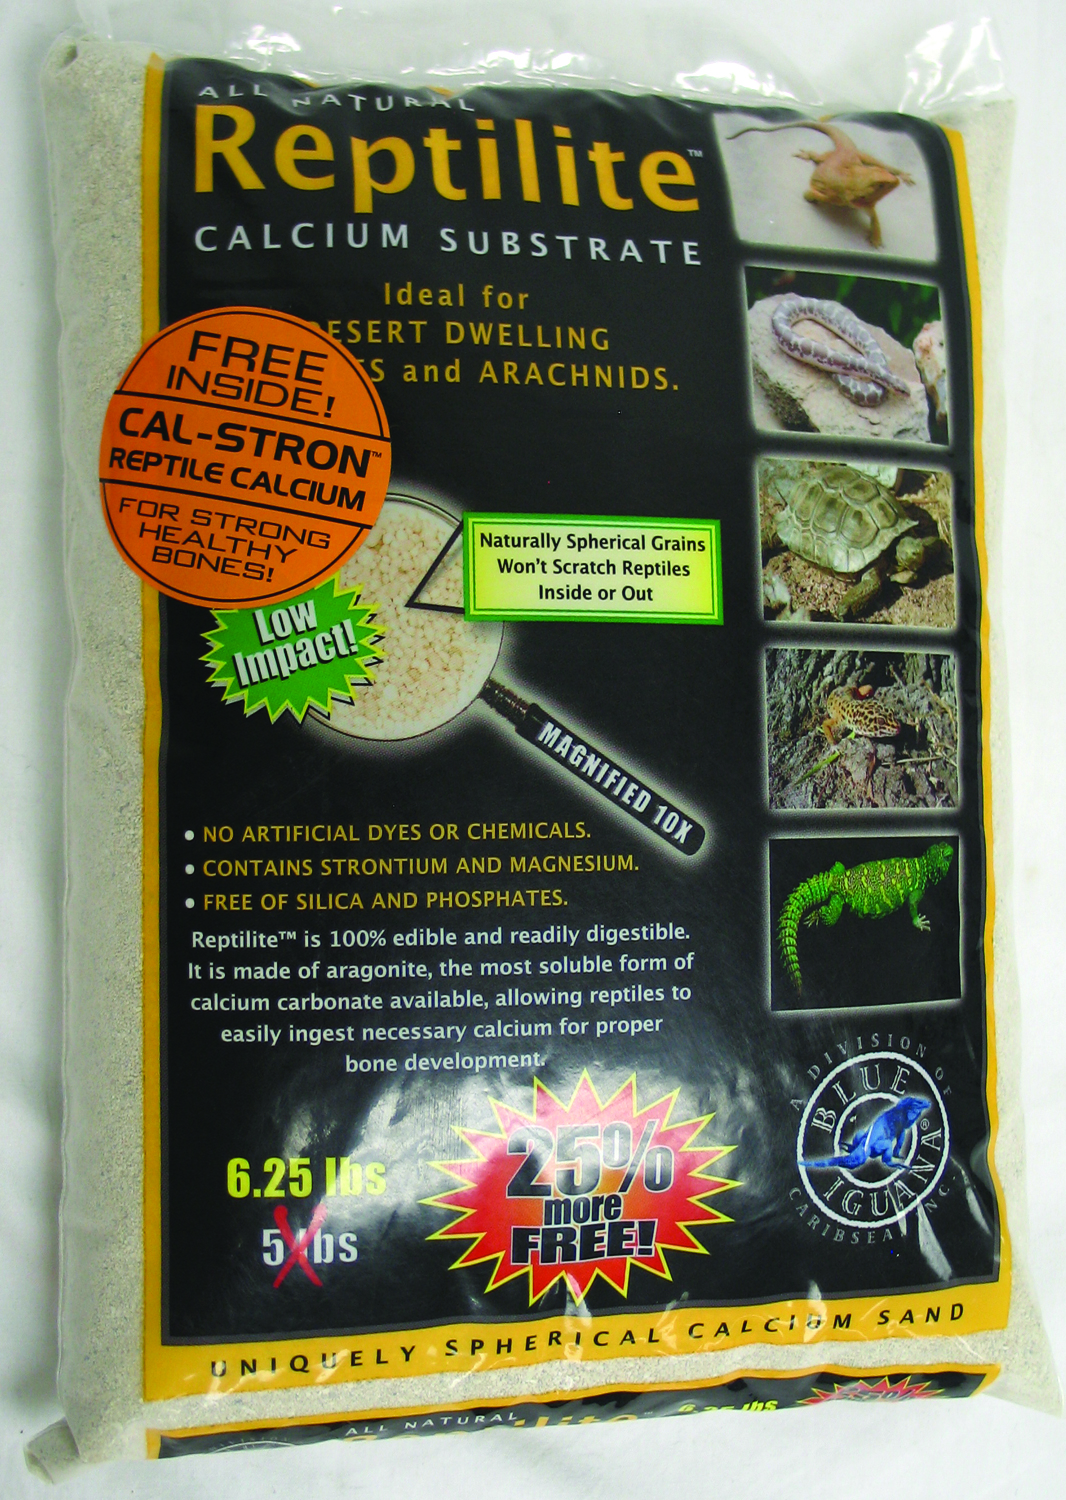 ALL NATURAL
Reptilite™
CALCIUM SUBSTRATE
Ideal for
ESERT DWELLING
S and ARACHNIDS.
FREE
INSIDE!
CAL-STRON™
REPTILE CALCIUM
FOR STRONG
HEALTHY
BONES!
Naturally Spherical Grains
Won't Scratch Reptiles
Inside or Out
Low
Impact!
MAGNIFIED 10X
• NO ARTIFICIAL DYES OR CHEMICALS.
• CONTAINS STRONTIUM AND MAGNESIUM.
• FREE OF SILICA AND PHOSPHATES.
Reptilite™ is 100% edible and readily digestible.
It is made of aragonite, the most soluble form of
calcium carbonate available, allowing reptiles to
easily ingest necessary calcium for proper
bone development.
6.25 lbs
5 lbs
25%
more
FREE!
A DIVISION OF
BLUE
IGUANA®
CARIBSEA INC.
UNIQUELY SPHERICAL CALCIUM SAND
ALL NATURAL
6.25 lbs